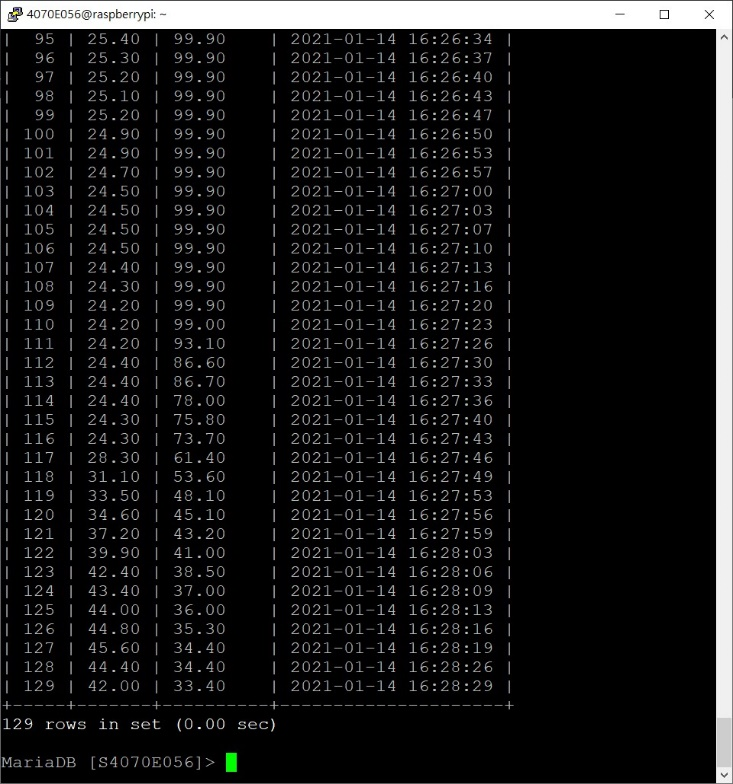 4070E056@raspberrypi: ~
|   95 | 25.40 | 99.90    | 2021-01-14 16:26:34 |
|   96 | 25.30 | 99.90    | 2021-01-14 16:26:37 |
|   97 | 25.20 | 99.90    | 2021-01-14 16:26:40 |
|   98 | 25.10 | 99.90    | 2021-01-14 16:26:43 |
|   99 | 25.20 | 99.90    | 2021-01-14 16:26:47 |
|  100 | 24.90 | 99.90    | 2021-01-14 16:26:50 |
|  101 | 24.90 | 99.90    | 2021-01-14 16:26:53 |
|  102 | 24.70 | 99.90    | 2021-01-14 16:26:57 |
|  103 | 24.50 | 99.90    | 2021-01-14 16:27:00 |
|  104 | 24.50 | 99.90    | 2021-01-14 16:27:03 |
|  105 | 24.50 | 99.90    | 2021-01-14 16:27:07 |
|  106 | 24.50 | 99.90    | 2021-01-14 16:27:10 |
|  107 | 24.40 | 99.90    | 2021-01-14 16:27:13 |
|  108 | 24.30 | 99.90    | 2021-01-14 16:27:16 |
|  109 | 24.20 | 99.90    | 2021-01-14 16:27:20 |
|  110 | 24.20 | 99.00    | 2021-01-14 16:27:23 |
|  111 | 24.20 | 93.10    | 2021-01-14 16:27:26 |
|  112 | 24.40 | 86.60    | 2021-01-14 16:27:30 |
|  113 | 24.40 | 86.70    | 2021-01-14 16:27:33 |
|  114 | 24.40 | 78.00    | 2021-01-14 16:27:36 |
|  115 | 24.30 | 75.80    | 2021-01-14 16:27:40 |
|  116 | 24.30 | 73.70    | 2021-01-14 16:27:43 |
|  117 | 28.30 | 61.40    | 2021-01-14 16:27:46 |
|  118 | 31.10 | 53.60    | 2021-01-14 16:27:49 |
|  119 | 33.50 | 48.10    | 2021-01-14 16:27:53 |
|  120 | 34.60 | 45.10    | 2021-01-14 16:27:56 |
|  121 | 37.20 | 43.20    | 2021-01-14 16:27:59 |
|  122 | 39.90 | 41.00    | 2021-01-14 16:28:03 |
|  123 | 42.40 | 38.50    | 2021-01-14 16:28:06 |
|  124 | 43.40 | 37.00    | 2021-01-14 16:28:09 |
|  125 | 44.00 | 36.00    | 2021-01-14 16:28:13 |
|  126 | 44.80 | 35.30    | 2021-01-14 16:28:16 |
|  127 | 45.60 | 34.40    | 2021-01-14 16:28:19 |
|  128 | 44.40 | 34.40    | 2021-01-14 16:28:26 |
|  129 | 42.00 | 33.40    | 2021-01-14 16:28:29 |
+-----+-------+----------+---------------------+
129 rows in set (0.00 sec)
MariaDB [S4070E056]>